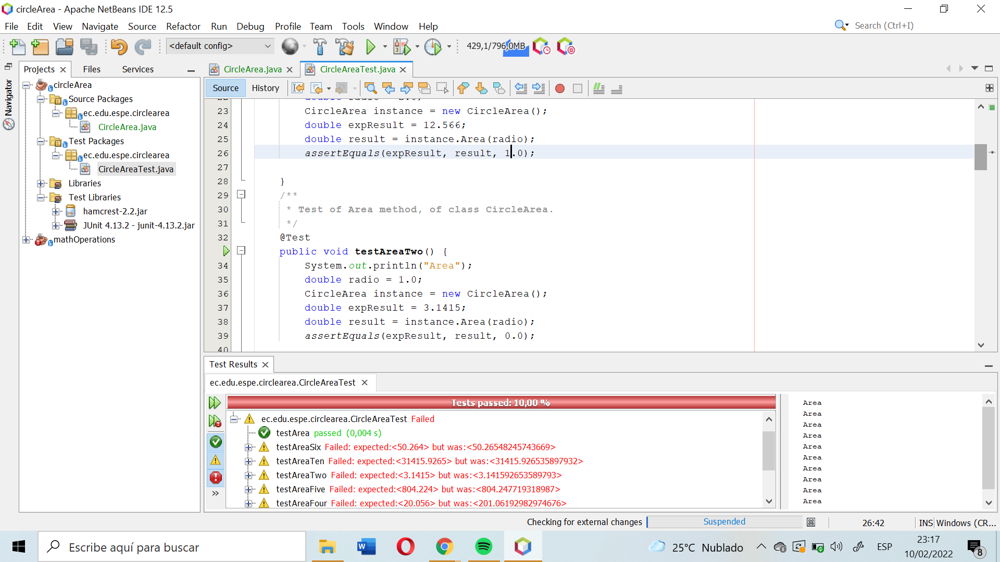 circleArea - Apache NetBeans IDE 12.5
File Edit View Navigate Source Refactor Run Debug Profile Team Tools Window Help
Search (Ctrl+I)
<default config>
429,1/796,0MB
Projects Files Services
CircleArea.java CircleAreaTest.java
Navigator
Source History
circleArea
Source Packages
ec.edu.espe.circlearea
CircleArea.java
Test Packages
ec.edu.espe.circlearea
CircleAreaTest.java
Libraries
Test Libraries
hamcrest-2.2.jar
JUnit 4.13.2 - junit-4.13.2.jar
mathOperations
23 CircleArea instance = new CircleArea();
24 double expResult = 12.566;
25 double result = instance.Area(radio);
26 assertEquals(expResult, result, 1.0);
27
28 }
29 /**
30 * Test of Area method, of class CircleArea.
31 */
32 @Test
public void testAreaTwo() {
34 System.out.println("Area");
35 double radio = 1.0;
36 CircleArea instance = new CircleArea();
37 double expResult = 3.1415;
38 double result = instance.Area(radio);
39 assertEquals(expResult, result, 0.0);
40
Test Results
ec.edu.espe.circlearea.CircleAreaTest
Tests passed: 10,00 %
ec.edu.espe.circlearea.CircleAreaTest Failed
testArea passed (0,004 s)
testAreaSix Failed: expected:<50.264> but was:<50.26548245743669>
testAreaTen Failed: expected:<31415.9265> but was:<31415.926535897932>
testAreaTwo Failed: expected:<3.1415> but was:<3.141592653589793>
testAreaFive Failed: expected:<804.224> but was:<804.247719318987>
testAreaFour Failed: expected:<20.056> but was:<201.06192982974676>
Area
Area
Area
Area
Area
Area
Area
Area
Area
Area
Checking for external changes
Suspended
26:42
INS
Windows (CR...
Escribe aquí para buscar
25°C Nublado
ESP
23:17
10/02/2022
8